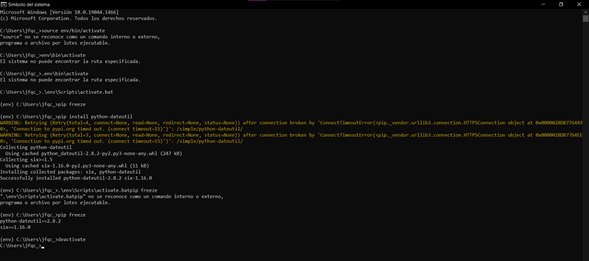 Símbolo del sistema
Microsoft Windows [Versión 10.0.19044.1466]
(c) Microsoft Corporation. Todos los derechos reservados.
C:\Users\jfqc_>source env/bin/activate
"source" no se reconoce como un comando interno o externo,
programa o archivo por lotes ejecutable.
C:\Users\jfqc_>env\bin\activate
El sistema no puede encontrar la ruta especificada.
C:\Users\jfqc_>.env\bin\activate
El sistema no puede encontrar la ruta especificada.
C:\Users\jfqc_>.\env\Scripts\activate.bat
(env) C:\Users\jfqc_>pip freeze
(env) C:\Users\jfqc_>pip install python-dateutil
WARNING: Retrying (Retry(total=4, connect=None, read=None, redirect=None, status=None)) after connection broken by 'ConnectTimeoutError(<pip._vendor.urllib3.connection.HTTPSConnection object at
0>, 'Connection to pypi.org timed out. (connect timeout=15)')': /simple/python-dateutil/
WARNING: Retrying (Retry(total=3, connect=None, read=None, redirect=None, status=None)) after connection broken by 'ConnectTimeoutError(<pip._vendor.urllib3.connection.HTTPSConnection object at
0>, 'Connection to pypi.org timed out. (connect timeout=15)')': /simple/python-dateutil/
Collecting python-dateutil
Using cached python_dateutil-2.8.2-py2.py3-none-any.whl (247 kB)
Collecting six>=1.5
Using cached six-1.16.0-py2.py3-none-any.whl (11 kB)
Installing collected packages: six, python-dateutil
Successfully installed python-dateutil-2.8.2 six-1.16.0
(env) C:\Users\jfqc_>.\env\Scripts\activate.batpip freeze
".\env\Scripts\activate.batpip" no se reconoce como un comando interno o externo,
programa o archivo por lotes ejecutable.
(env) C:\Users\jfqc_>pip freeze
python-dateutil==2.8.2
six==1.16.0
(env) C:\Users\jfqc_>deactivate
C:\Users\jfqc_>